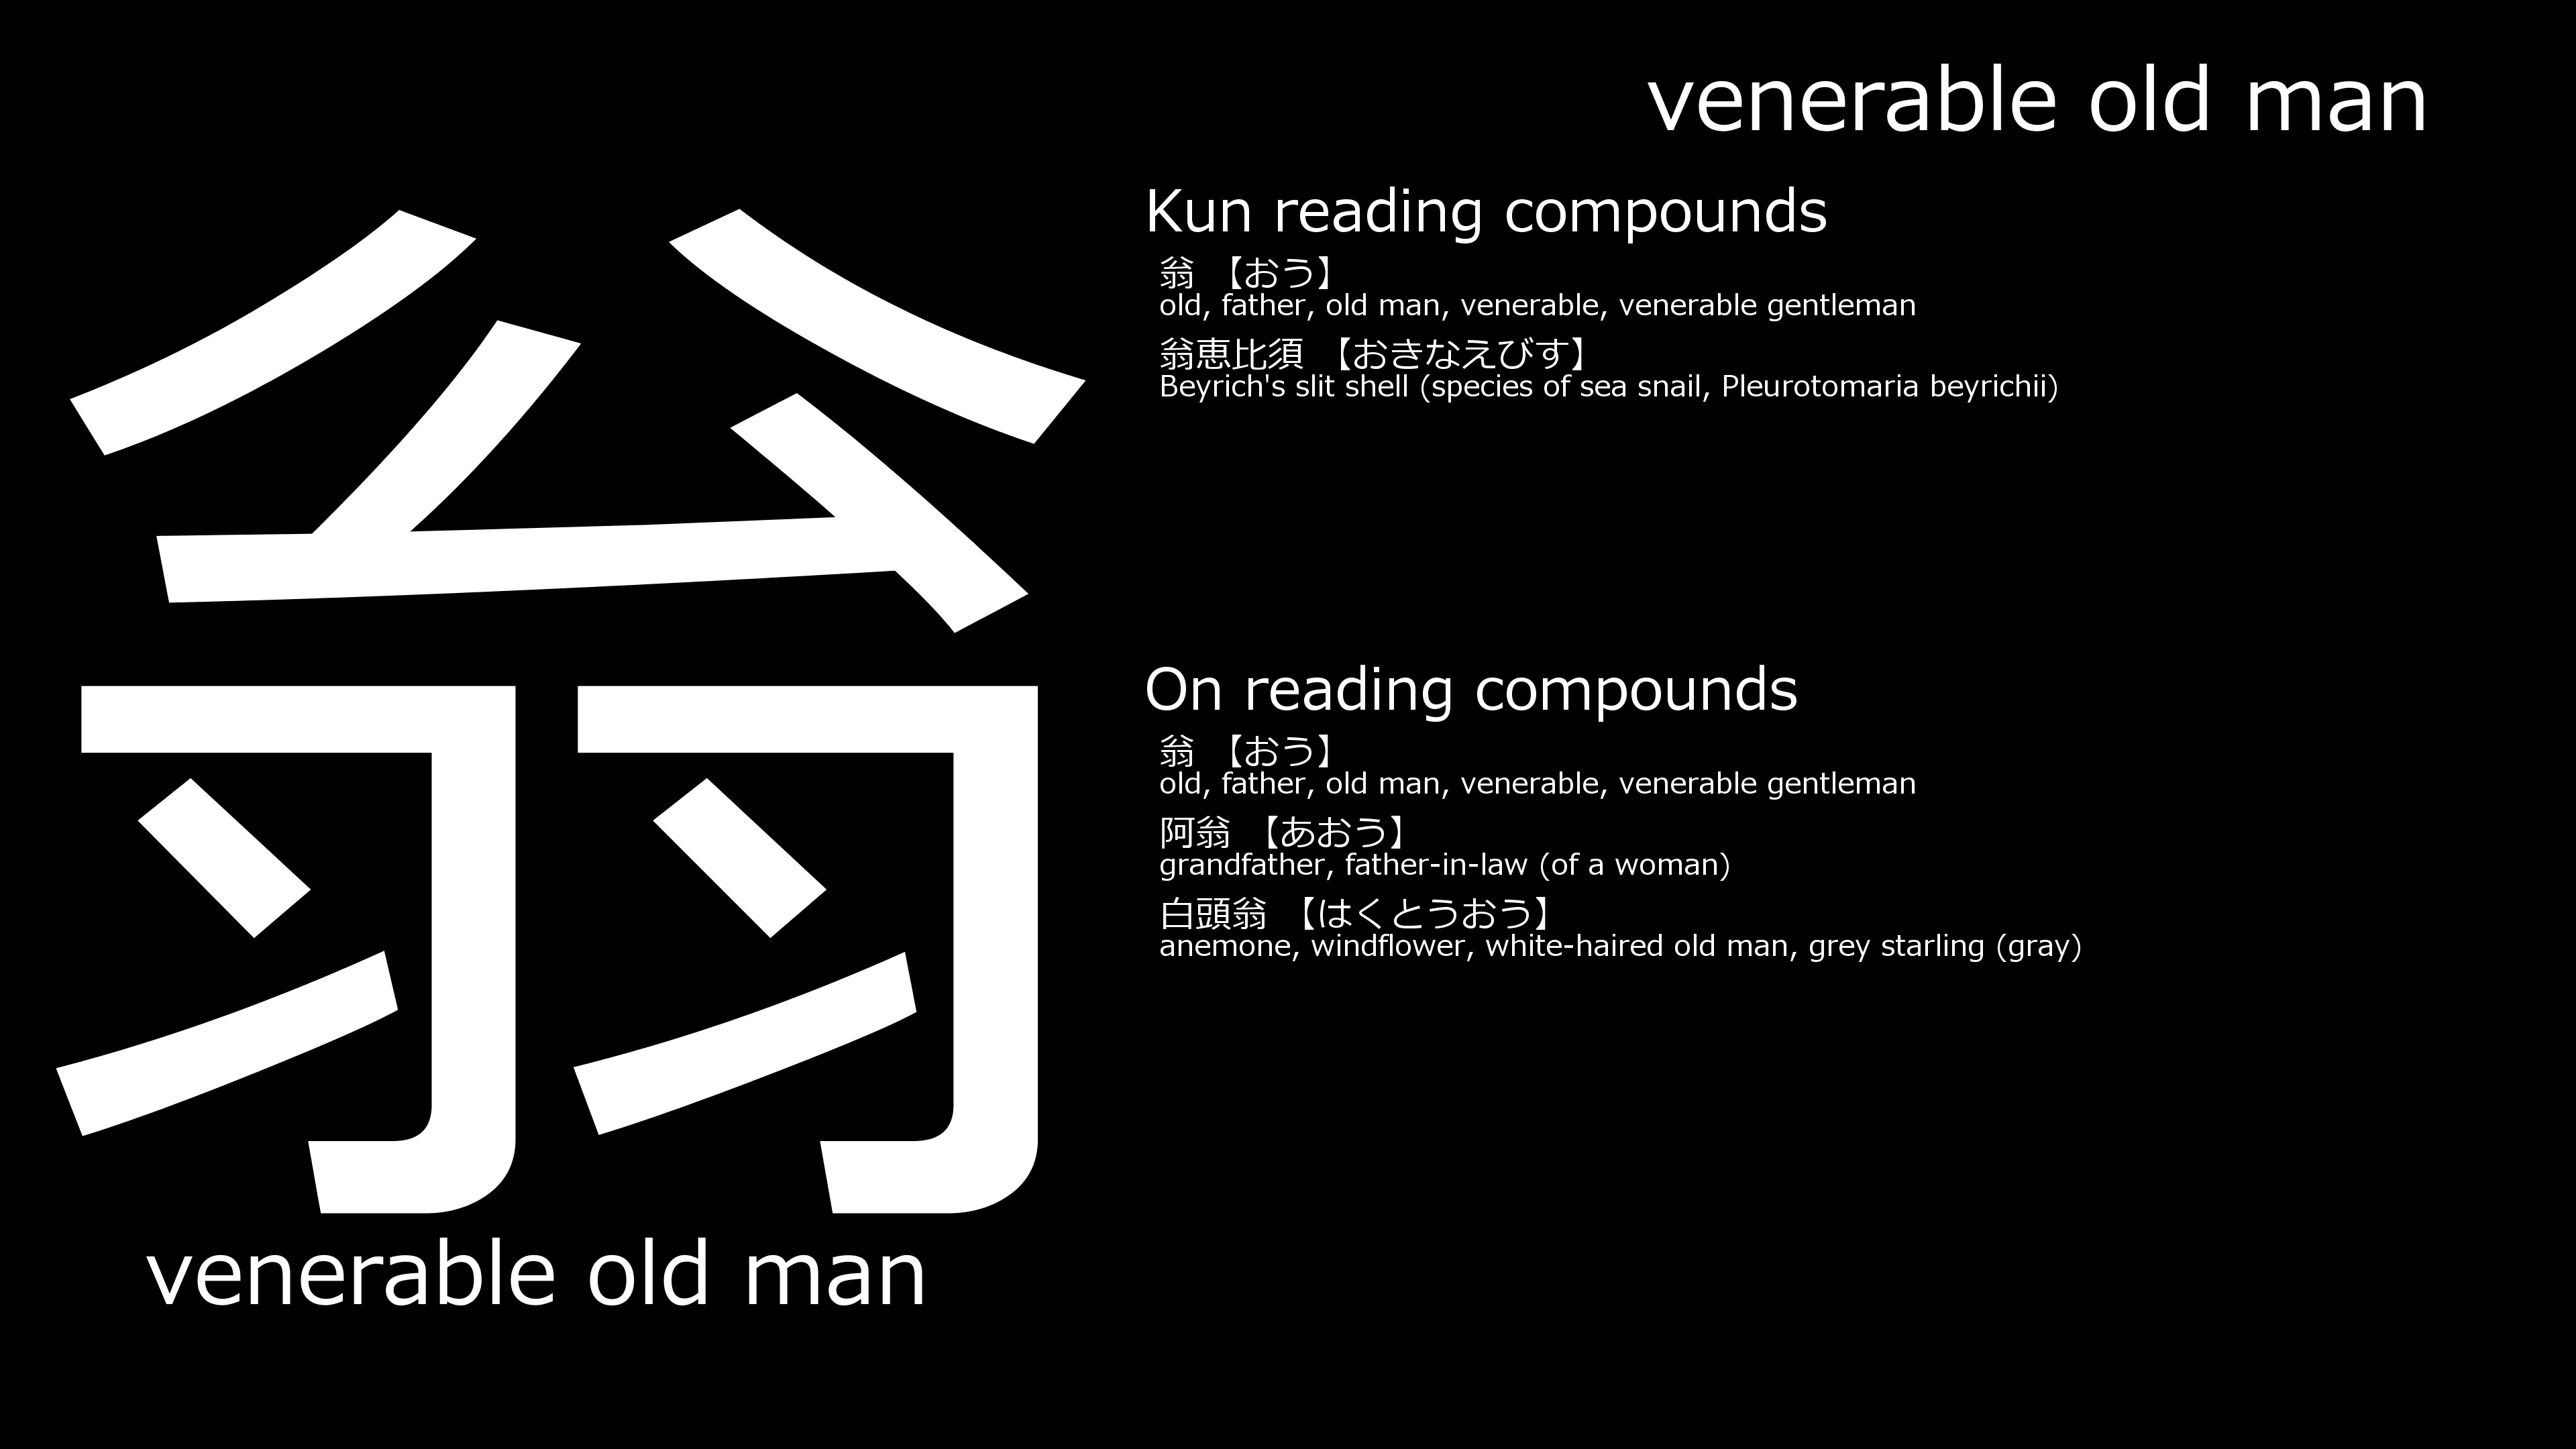 venerable old man
翁
venerable old man
Kun reading compounds
翁 【おう】
old, father, old man, venerable, venerable gentleman
翁恵比須 【おきなえびす】
Beyrich's slit shell (species of sea snail, Pleurotomaria beyrichii)
On reading compounds
翁 【おう】
old, father, old man, venerable, venerable gentleman
阿翁 【あおう】
grandfather, father-in-law (of a woman)
白頭翁 【はくとうおう】
anemone, windflower, white-haired old man, grey starling (gray)